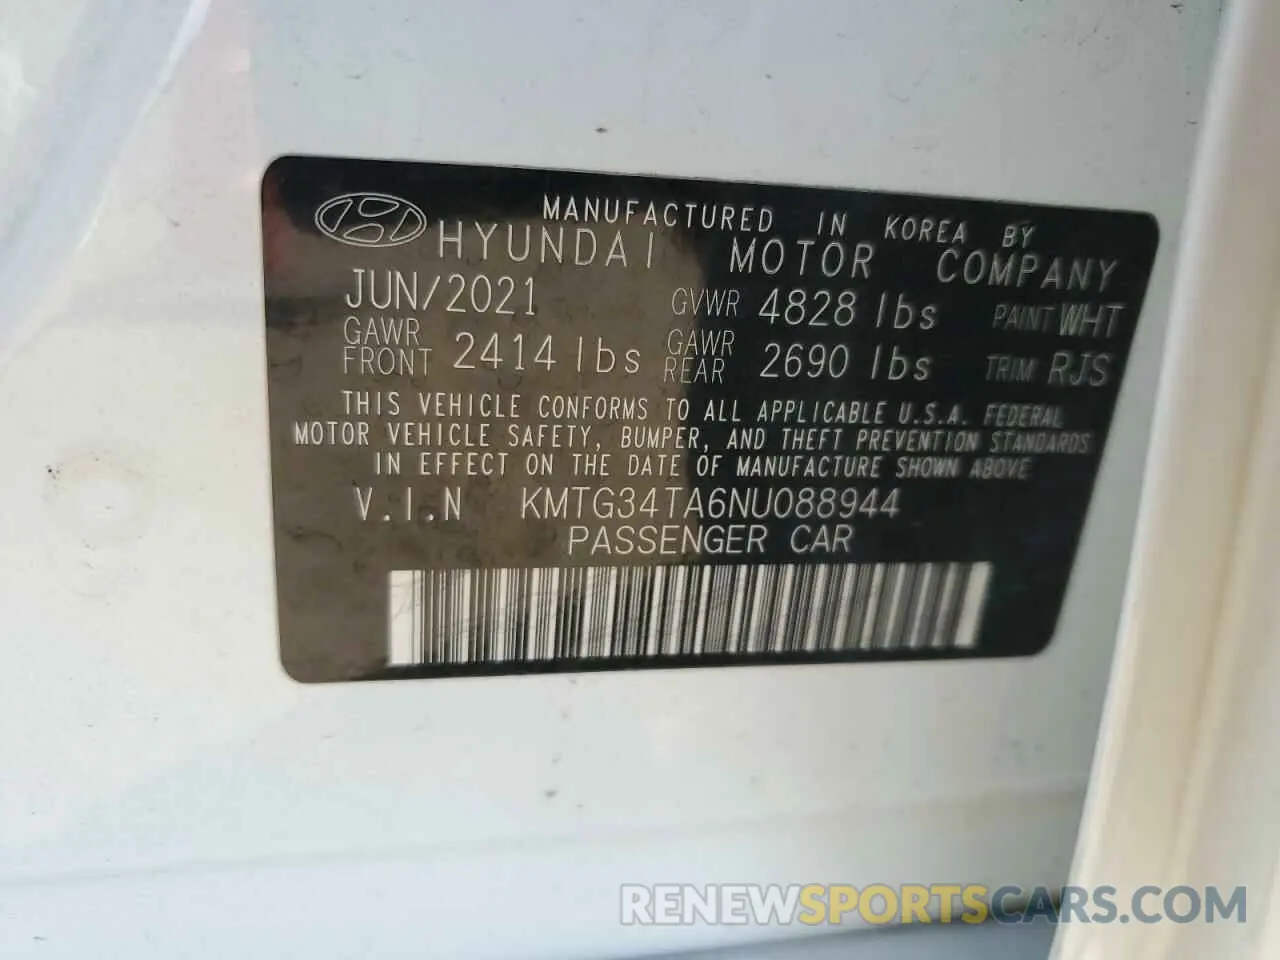 MANUFACTURED IN KOREA BY
HYUNDAI MOTOR COMPANY
JUN/2021 GVWR 4828 lbs PAINT WHT
GAWR FRONT 2414 lbs GAWR REAR 2690 lbs TRIM RJS
THIS VEHICLE CONFORMS TO ALL APPLICABLE U.S.A. FEDERAL
MOTOR VEHICLE SAFETY, BUMPER, AND THEFT PREVENTION STANDARDS
IN EFFECT ON THE DATE OF MANUFACTURE SHOWN ABOVE
V.I.N KMTG34TA6NU088944
PASSENGER CAR
RENEWSPORTSCARS.COM